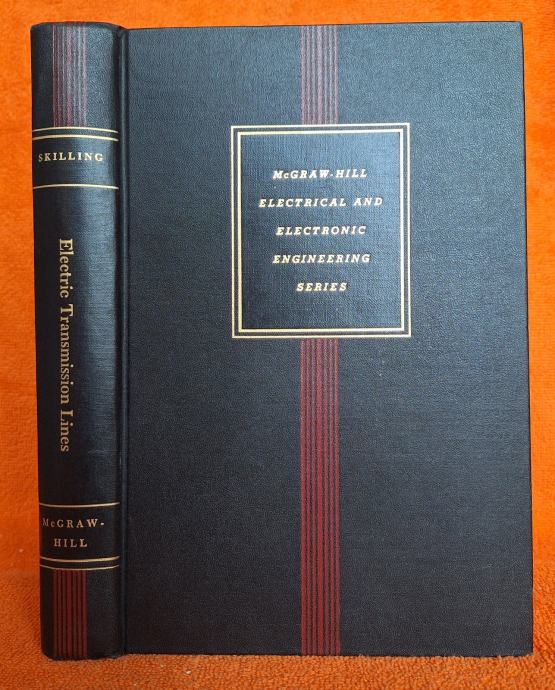 SKILLING
Electric Transmission Lines
McGRAW-
HILL
McGRAW-HILL
ELECTRICAL AND
ELECTRONIC
ENGINEERING
SERIES